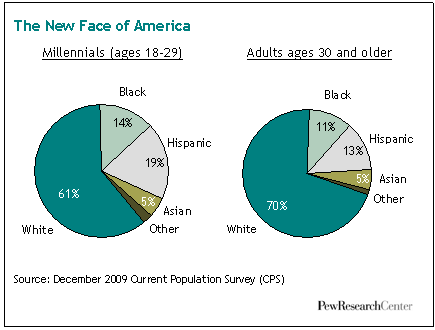 The New Face of America
Millennials (ages 18-29)
Adults ages 30 and older
Black
14%
Hispanic
19%
5%
Asian
Other
61%
White
Black
11%
Hispanic
13%
5%
Asian
Other
70%
White
Source: December 2009 Current Population Survey (CPS)
PewResearchCenter